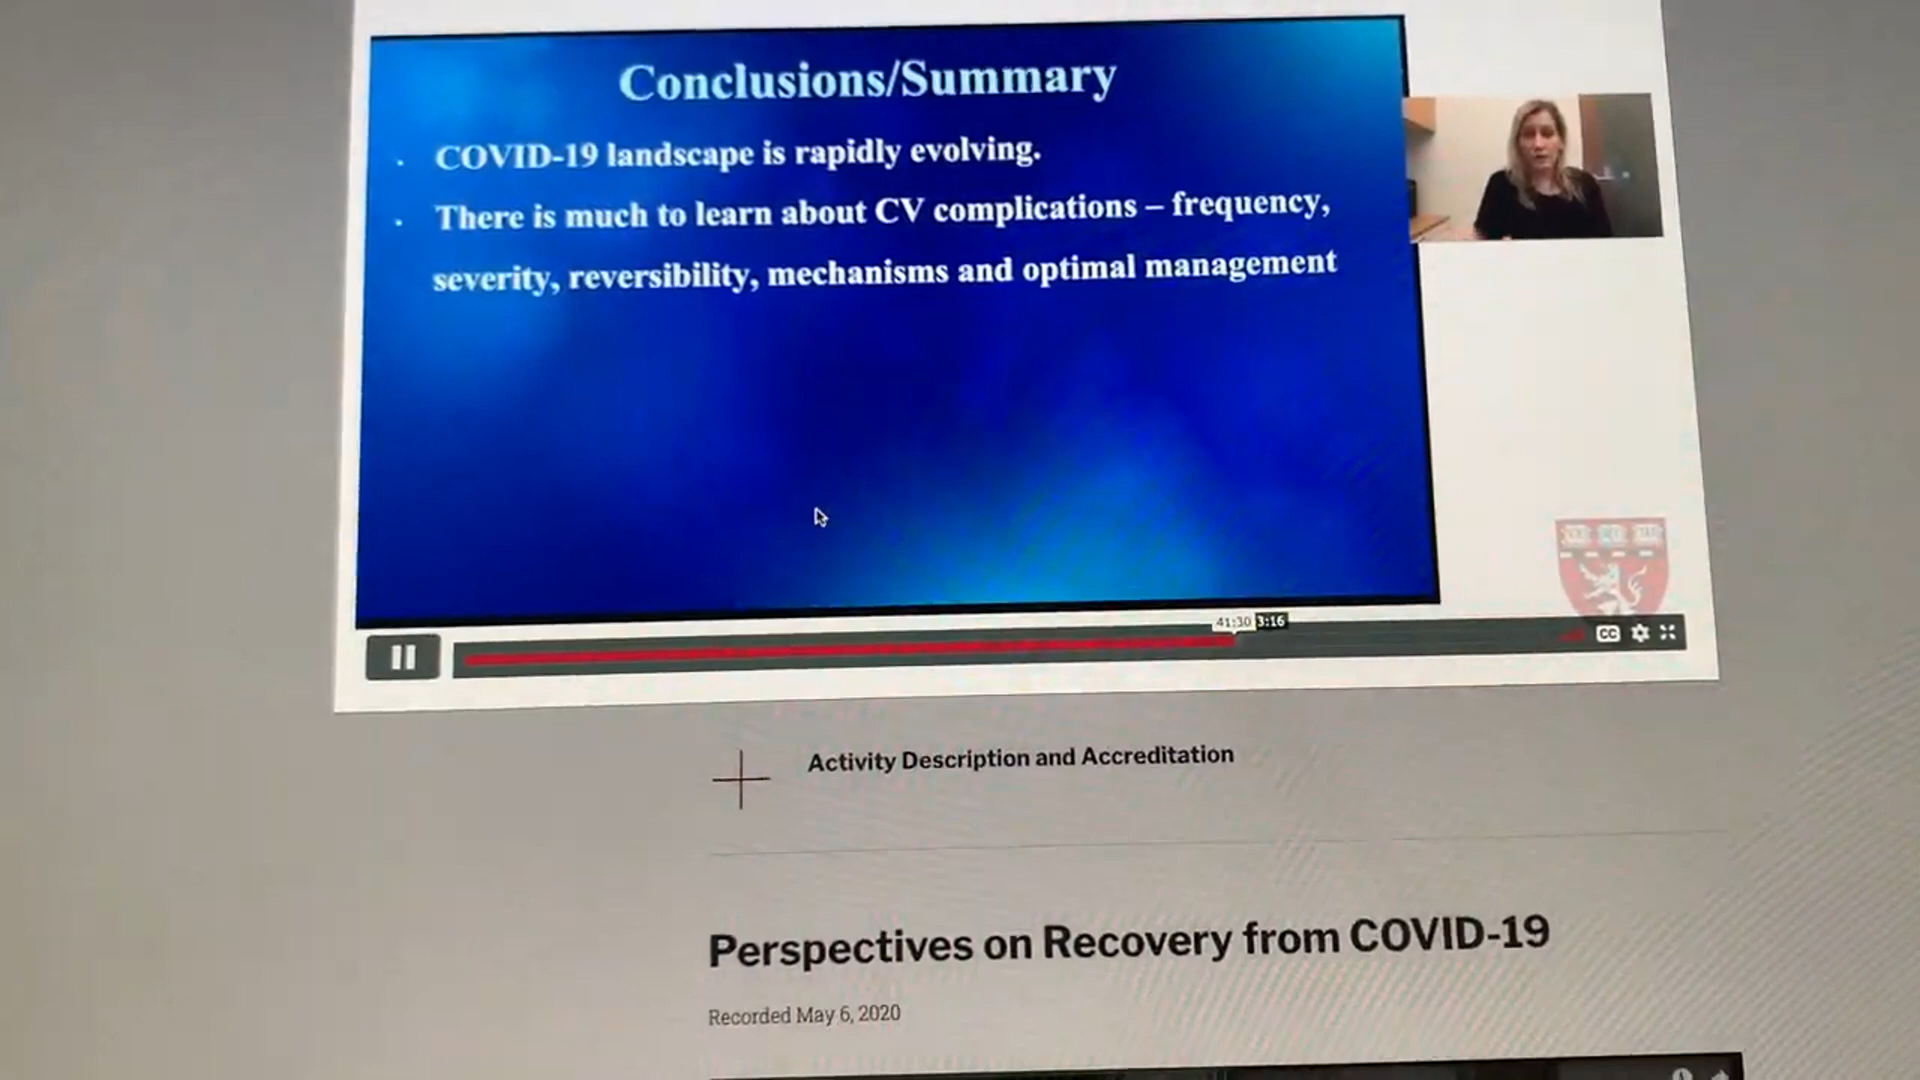 Conclusions/Summary
· COVID-19 landscape is rapidly evolving.
· There is much to learn about CV complications – frequency,
severity, reversibility, mechanisms and optimal management
41:30 3:16
CC
Activity Description and Accreditation
Perspectives on Recovery from COVID-19
Recorded May 6, 2020